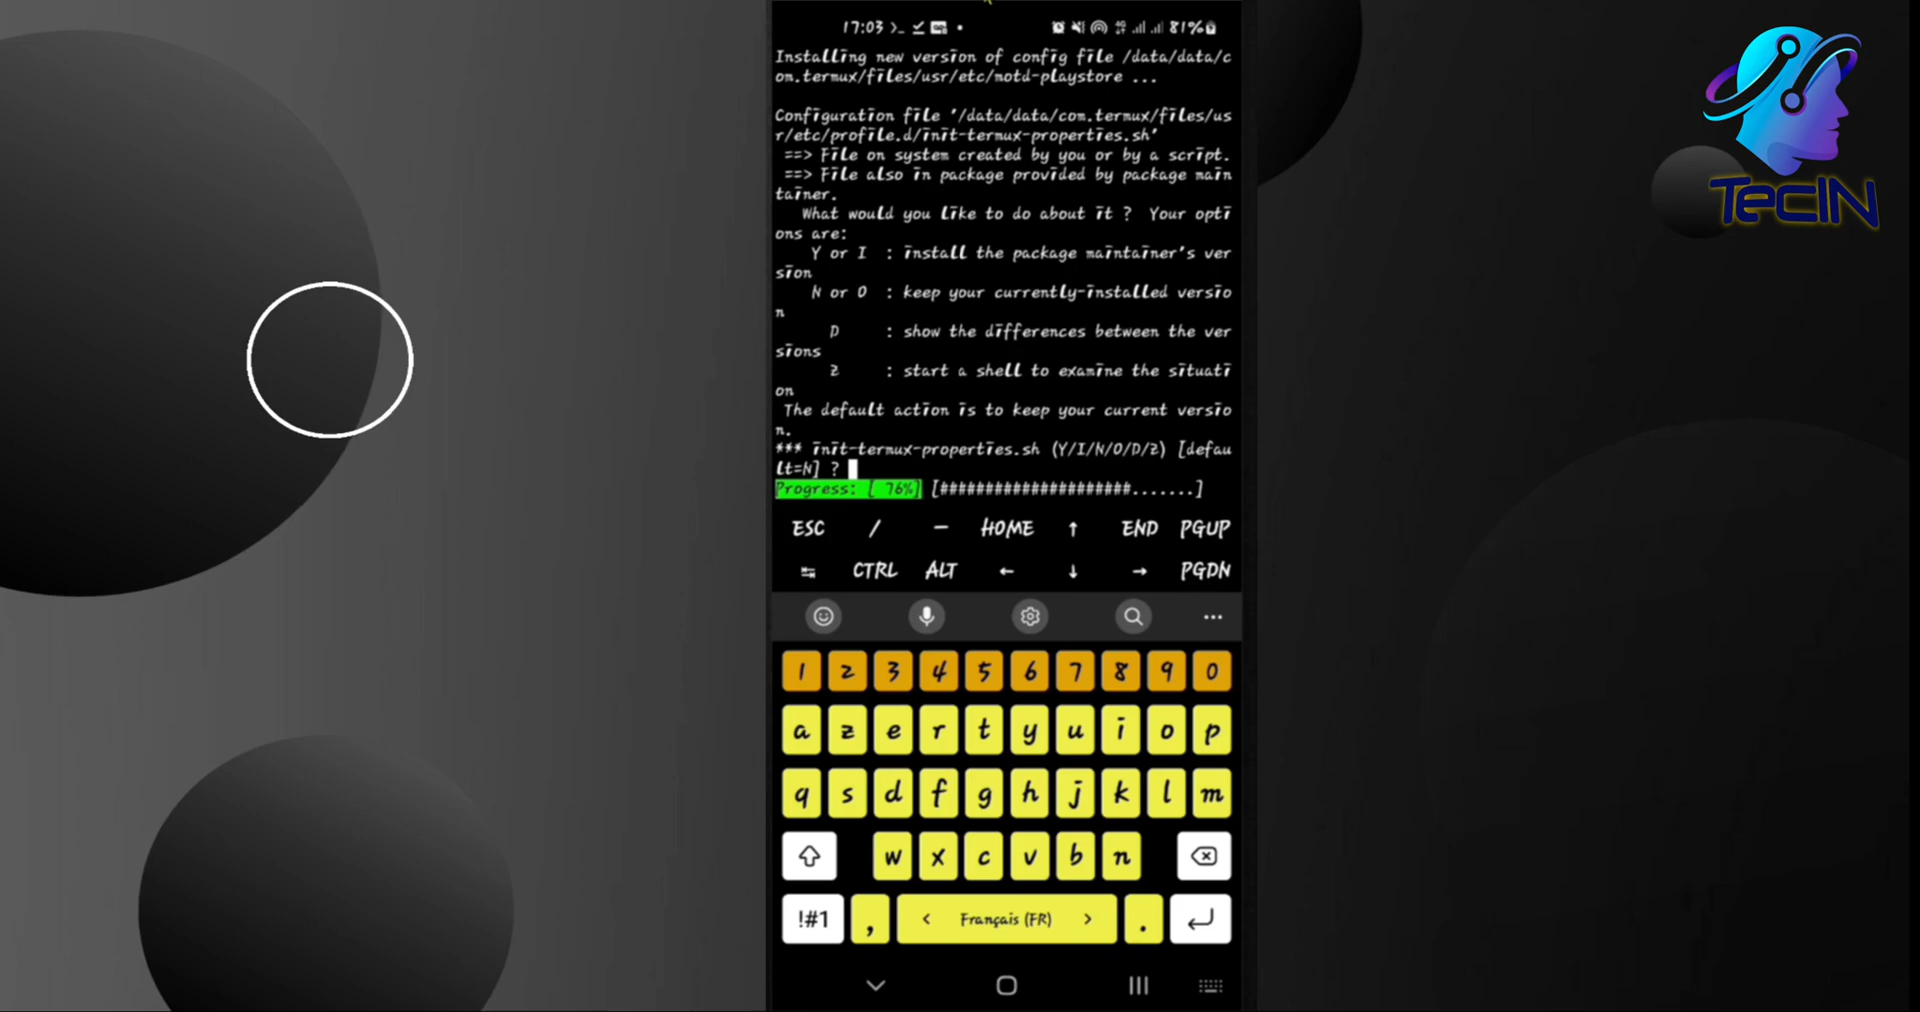 17:03 81%
Installing new version of config file /data/data/c
om.termux/files/usr/etc/motd-playstore ...
Configuration file '/data/data/com.termux/files/us
r/etc/profile.d/init-termux-properties.sh'
==> File on system created by you or by a script.
==> File also in package provided by package main
tainer.
What would you like to do about it ? Your opti
ons are:
Y or I : install the package maintainer's ver
sion
N or O : keep your currently-installed versio
n
D : show the differences between the ver
sions
Z : start a shell to examine the situati
on
The default action is to keep your current versio
n.
*** init-termux-properties.sh (Y/I/N/O/D/Z) [defau
lt=N] ?
Progress: [ 76%] [#####################.......]
ESC / − HOME ↑ END PGUP
↹ CTRL ALT ← ↓ → PGDN
1 2 3 4 5 6 7 8 9 0
a z e r t y u i o p
q s d f g h j k l m
w x c v b n
!#1 , < Français (FR) > .
TecIN